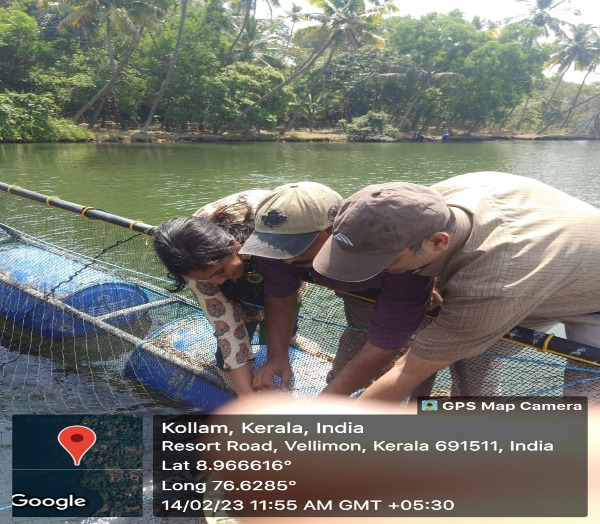 GPS Map Camera
Kollam, Kerala, India
Resort Road, Vellimon, Kerala 691511, India
Lat 8.966616°
Long 76.6285°
14/02/23 11:55 AM GMT +05:30
Google